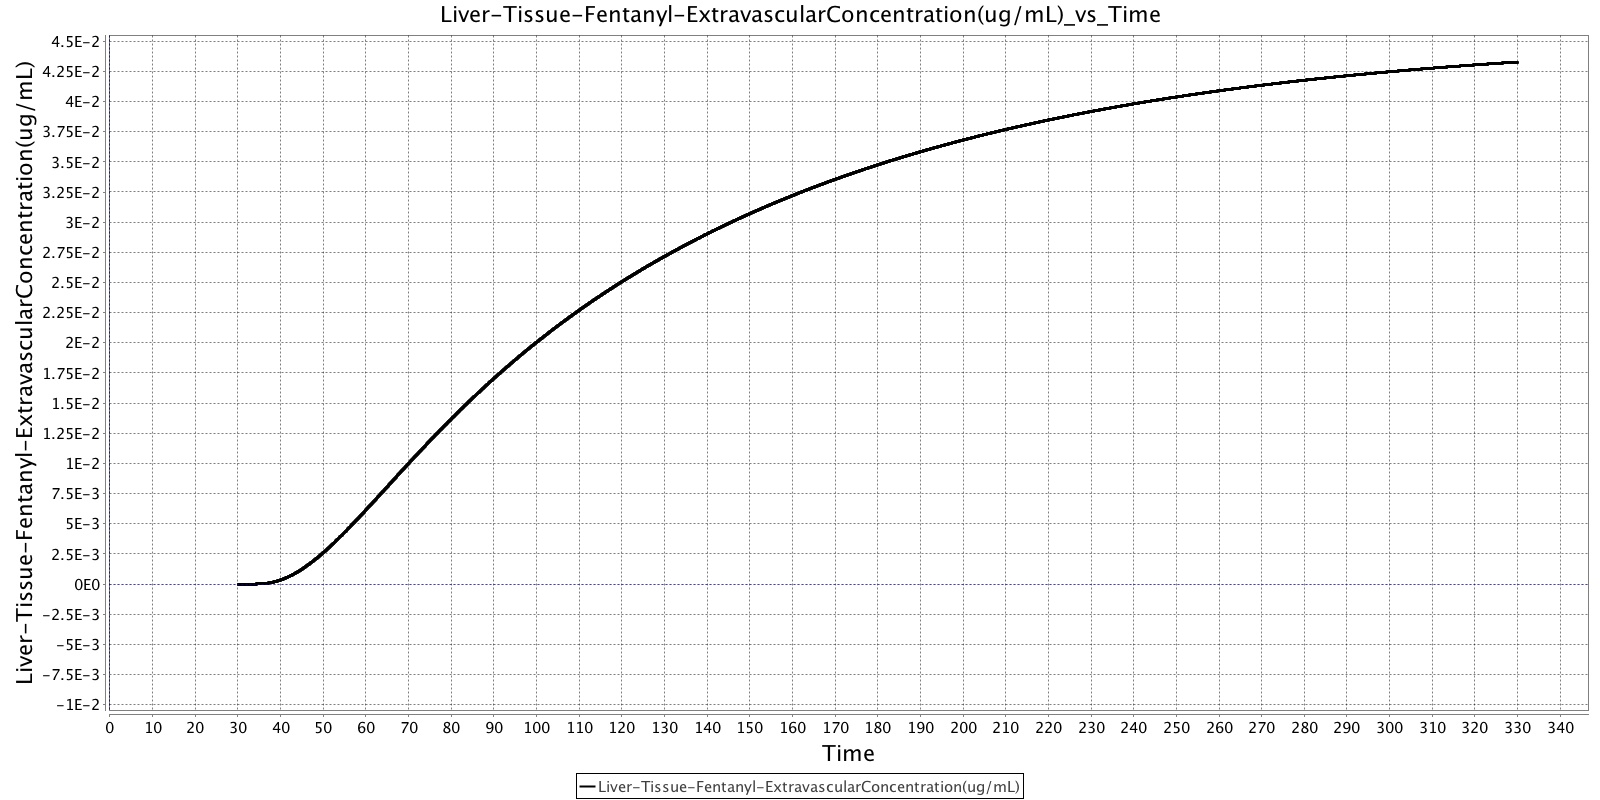 Liver-Tissue-Fentanyl-ExtravascularConcentration(ug/mL)_vs_Time
Liver-Tissue-Fentanyl-ExtravascularConcentration(ug/mL)
4.5E-2
4.25E-2
4E-2
3.75E-2
3.5E-2
3.25E-2
3E-2
2.75E-2
2.5E-2
2.25E-2
2E-2
1.75E-2
1.5E-2
1.25E-2
1E-2
7.5E-3
5E-3
2.5E-3
0E0
-2.5E-3
-5E-3
-7.5E-3
-1E-2
0 10 20 30 40 50 60 70 80 90 100 110 120 130 140 150 160 170 180 190 200 210 220 230 240 250 260 270 280 290 300 310 320 330 340
Time
Liver-Tissue-Fentanyl-ExtravascularConcentration(ug/mL)